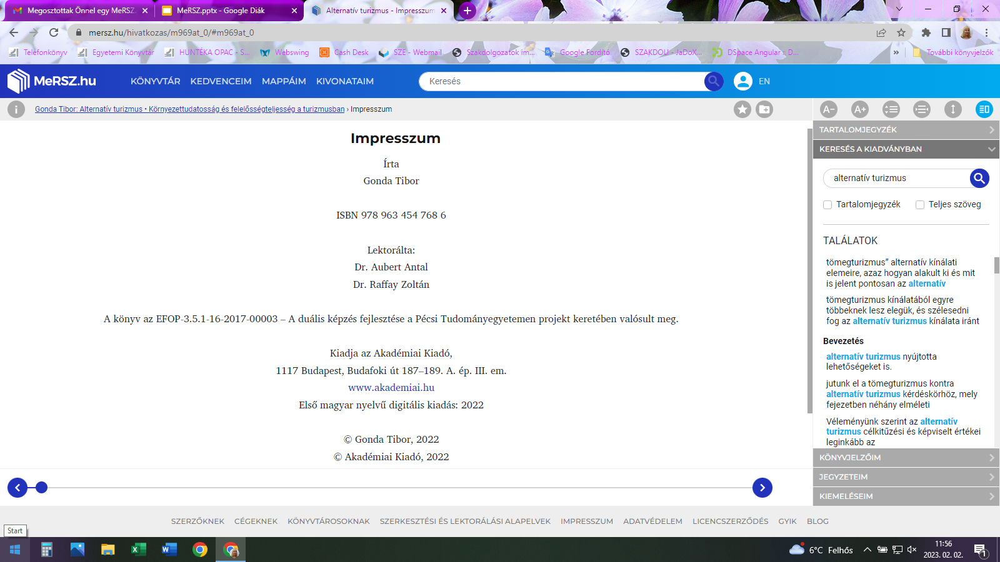 Megosztottak Önnel egy MeRSZ
MeRSZ.pptx - Google Diák
Alternatív turizmus - Impresszum
mersz.hu/hivatkozas/m969at_0/#m969at_0
Telefonkönyv
Egyetemi Könyvtár
HUNTÉKA OPAC - S...
Webswing
Cash Desk
SZE - Webmail
Szakdolgozatok ím...
Google Fordító
SZAKDOLI - JaDoX...
DSpace Angular :: D...
»
További könyvjelzők
MeRSZ.hu
KÖNYVTÁR
KEDVENCEIM
MAPPÁIM
KIVONATAIM
Keresés
EN
Gonda Tibor: Alternatív turizmus • Környezettudatosság és felelősségteljesség a turizmusban › Impresszum
A−
A+
Impresszum
Írta
Gonda Tibor
ISBN 978 963 454 768 6
Lektorálta:
Dr. Aubert Antal
Dr. Raffay Zoltán
A könyv az EFOP-3.5.1-16-2017-00003 – A duális képzés fejlesztése a Pécsi Tudományegyetemen projekt keretében valósult meg.
Kiadja az Akadémiai Kiadó,
1117 Budapest, Budafoki út 187–189. A. ép. III. em.
www.akademiai.hu
Első magyar nyelvű digitális kiadás: 2022
© Gonda Tibor, 2022
© Akadémiai Kiadó, 2022
TARTALOMJEGYZÉK
KERESÉS A KIADVÁNYBAN
alternatív turizmus
Tartalomjegyzék
Teljes szöveg
TALÁLATOK
tömegturizmus” alternatív kínálati
elemeire, azaz hogyan alakult ki és mit
is jelent pontosan az alternatív
tömegturizmus kínálatából egyre
többeknek lesz elegük, és szélesedni
fog az alternatív turizmus kínálata iránt
Bevezetés
alternatív turizmus nyújtotta
lehetőségeket is.
jutunk el a tömegturizmus kontra
alternatív turizmus kérdéskörhöz, mely
fejezetben néhány elméleti
Véleményünk szerint az alternatív
turizmus célkitűzési és képviselt értékei
leginkább az
KÖNYVJELZŐIM
JEGYZETEIM
KIEMELÉSEIM
SZERZŐKNEK
CÉGEKNEK
KÖNYVTÁROSOKNAK
SZERKESZTÉSI ÉS LEKTORÁLÁSI ALAPELVEK
IMPRESSZUM
ADATVÉDELEM
LICENCSZERZŐDÉS
GYIK
BLOG
Start
6°C Felhős
11:56
2023. 02. 02.
1